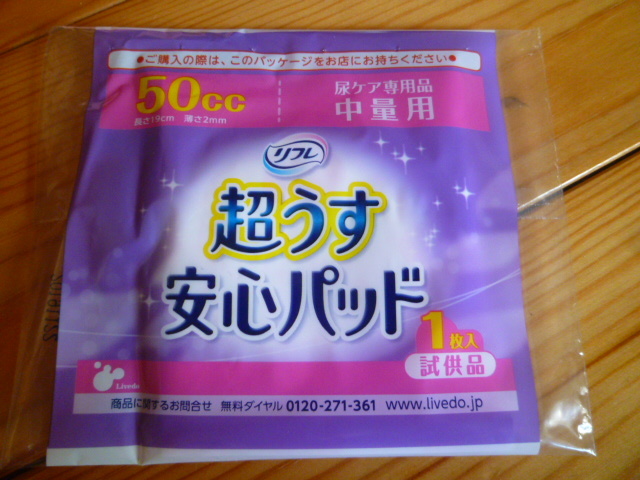 ●ご購入の際は、このパッケージをお店にお持ちください●
50cc
長さ19cm 薄さ2mm
尿ケア専用品
中量用
リフレ
超うす
安心パッド
1枚入
試供品
Livedo
商品に関するお問合せ 無料ダイヤル 0120-271-361 www.livedo.jp